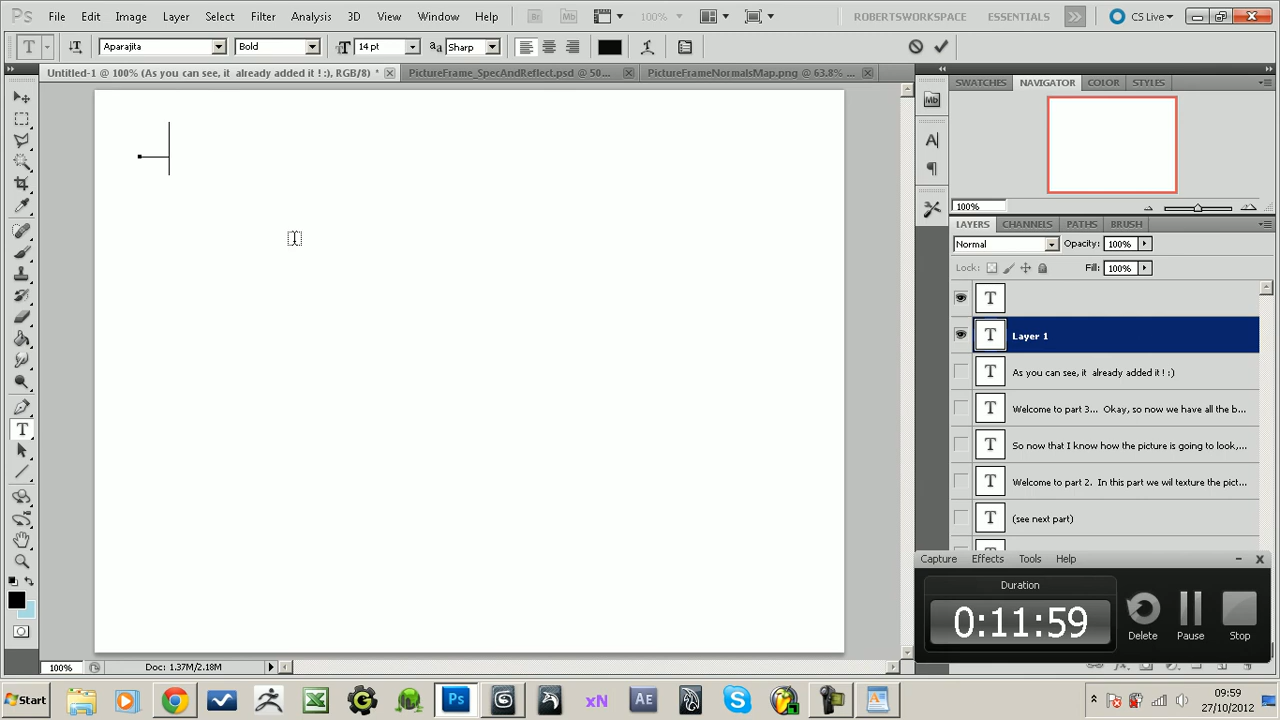 Ps File Edit Image Layer Select Filter Analysis 3D View Window Help Br Mb 100% ROBERTSWORKSPACE ESSENTIALS CS Live
T Aparajita Bold 14 pt Sharp
Untitled-1 @ 100% (As you can see, it already added it ! :), RGB/8) * PictureFrame_SpecAndReflect.psd @ 50... PictureFrameNormalsMap.png @ 63.8% ...
SWATCHES NAVIGATOR COLOR STYLES
Mb
100%
LAYERS CHANNELS PATHS BRUSH
Normal Opacity: 100%
Lock: Fill: 100%
T
T Layer 1
T As you can see, it already added it ! :)
T Welcome to part 3... Okay, so now we have all the b...
T So now that I know how the picture is going to look,...
T Welcome to part 2. In this part we wil texture the pict...
T (see next part)
Capture Effects Tools Help
Duration
0:11:59
Delete Pause Stop
100% Doc: 1.37M/2.18M
Start Ps xN AE
09:59
27/10/2012